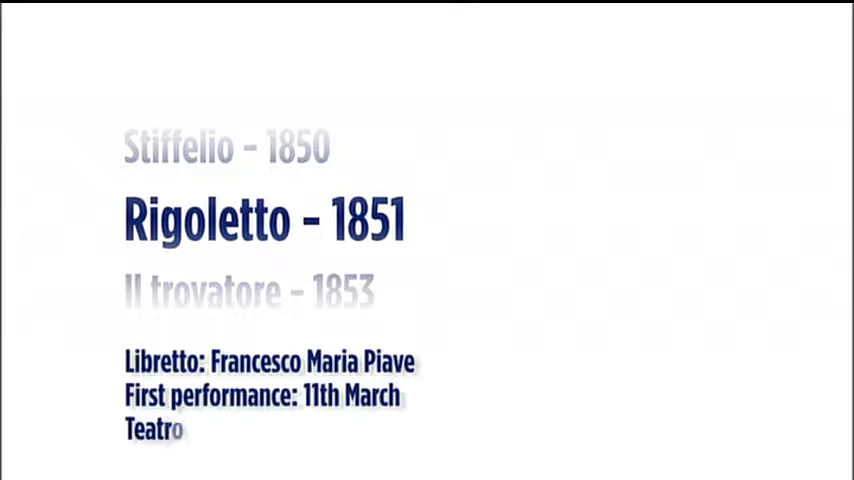 Stiffelio - 1850
Rigoletto - 1851
Il trovatore - 1853
Libretto: Francesco Maria Piave
First performance: 11th March
Teatro